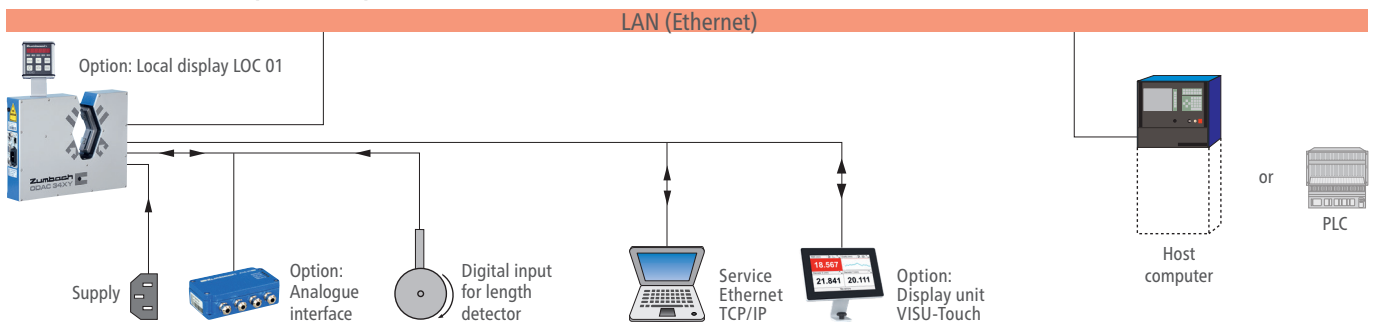 LAN (Ethernet)
Option: Local display LOC 01
Zumbach
ODAC 34XY
Supply
Option:
Analogue
interface
Digital input
for length
detector
Service
Ethernet
TCP/IP
18.567
21.841 20.111
Option:
Display unit
VISU-Touch
Host
computer
or
PLC